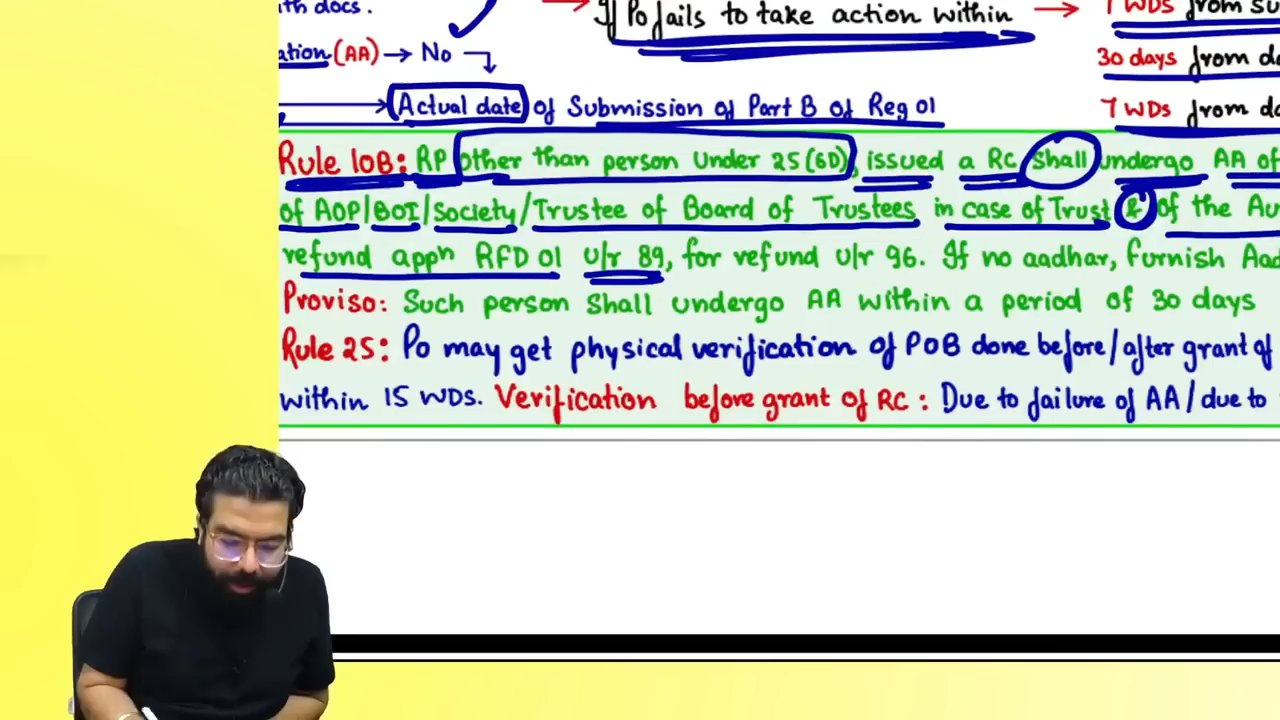 with docs.
If Po fails to take action within → 7 WDs from su
ation (AA) → No
30 days from da
Actual date of Submission of Part B of Reg 01
7 WDs from da
Rule 10B: RP other than person under 25(6D), issued a RC shall undergo AA of
of AOP/BOI/Society/Trustee of Board of Trustees in case of Trust & of the Au
refund appn RFD 01 u/r 89, for refund u/r 96. If no aadhar, furnish Aad
Proviso: Such person shall undergo AA within a period of 30 days
Rule 25: Po may get physical verification of POB done before/after grant of
within 15 WDs. Verification before grant of RC: Due to failure of AA/due to